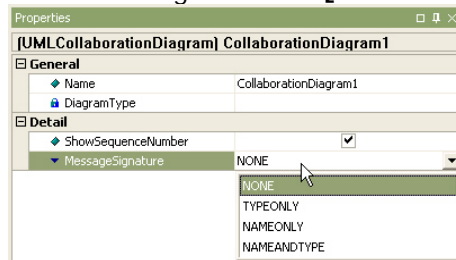 Properties
(UMLCollaborationDiagram) CollaborationDiagram1
General
Name CollaborationDiagram1
DiagramType
Detail
ShowSequenceNumber
MessageSignature NONE
NONE
TYPEONLY
NAMEONLY
NAMEANDTYPE